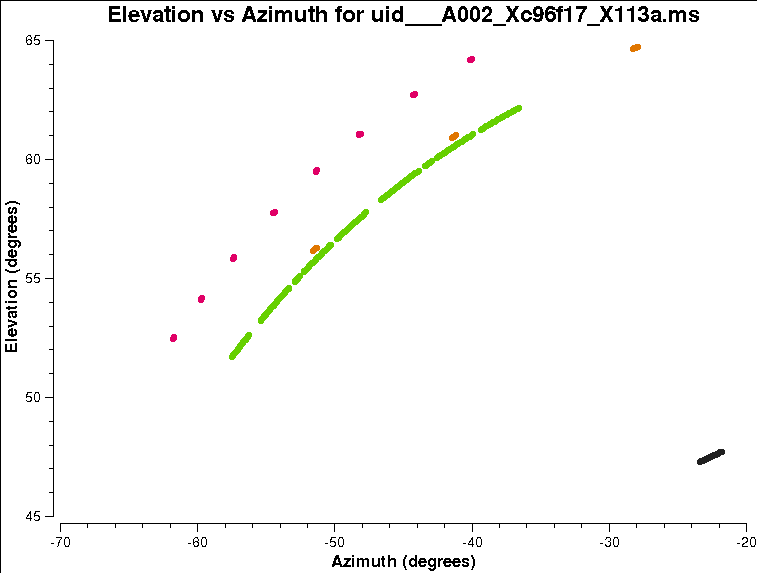 Elevation vs Azimuth for uid___A002_Xc96f17_X113a.ms
65
60
55
50
45
Elevation (degrees)
-70 -60 -50 -40 -30 -20
Azimuth (degrees)